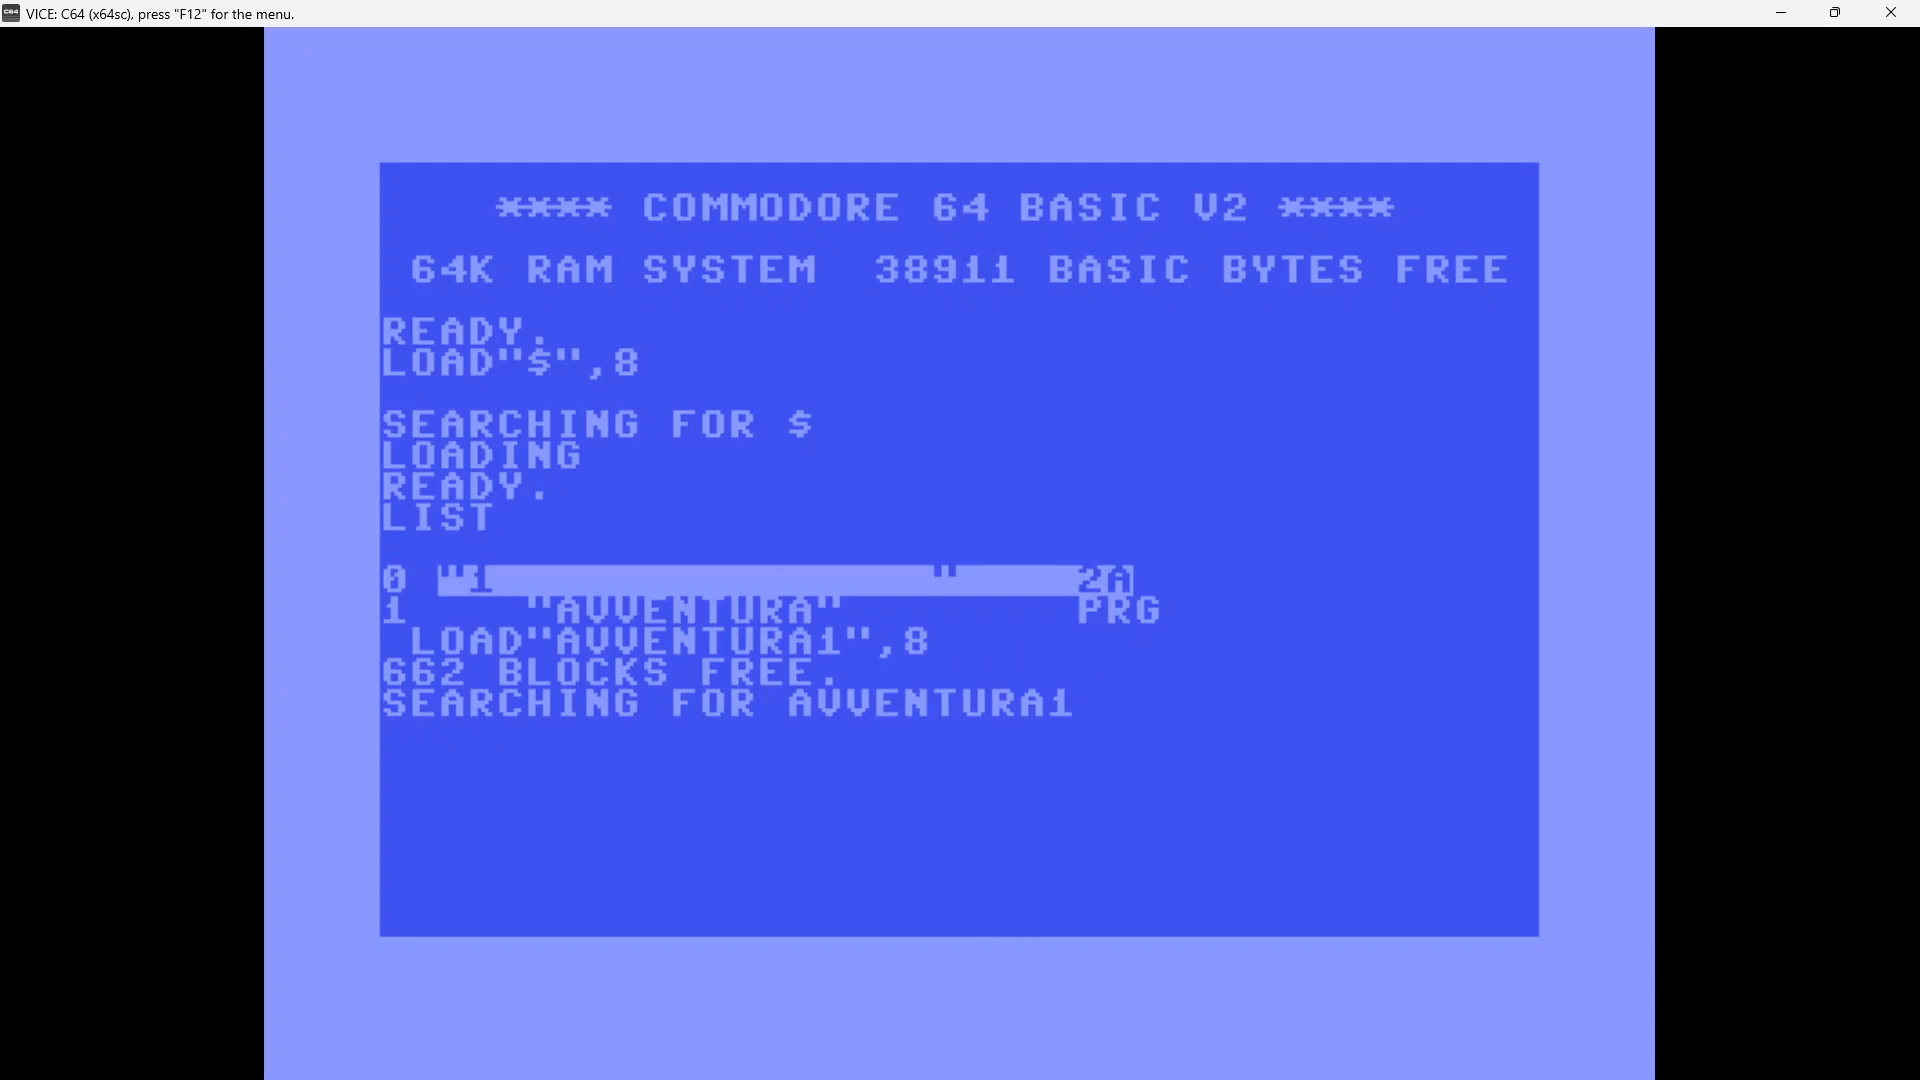 VICE: C64 (x64sc), press "F12" for the menu.
**** COMMODORE 64 BASIC V2 ****
64K RAM SYSTEM  38911 BASIC BYTES FREE
READY.
LOAD"$",8
SEARCHING FOR $
LOADING
READY.
LIST
0 "1                " 2A
1    "AVVENTURA"        PRG
LOAD"AVVENTURA1",8
662 BLOCKS FREE.
SEARCHING FOR AVVENTURA1